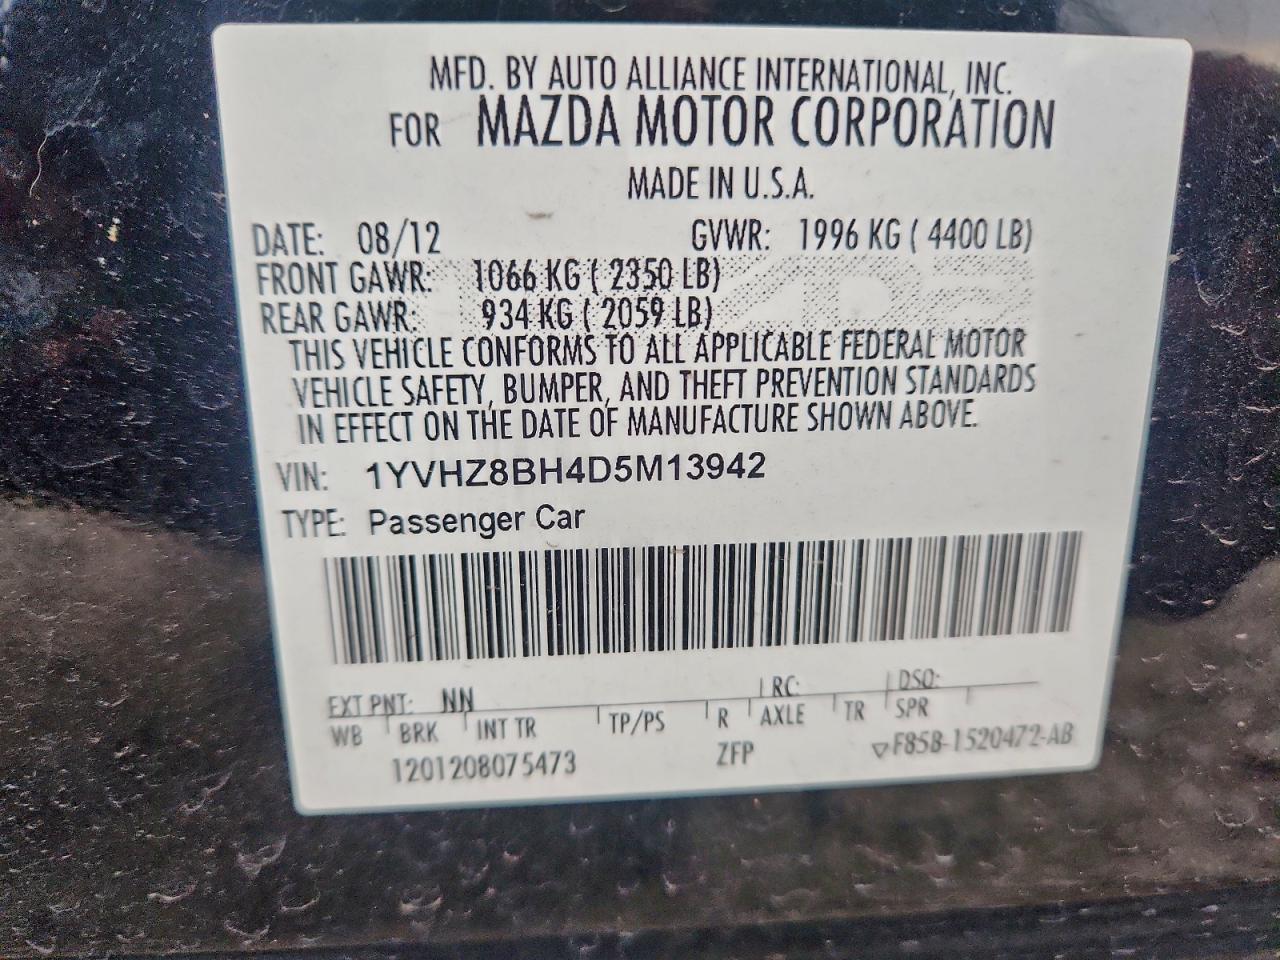 MFD. BY AUTO ALLIANCE INTERNATIONAL, INC.
FOR MAZDA MOTOR CORPORATION
MADE IN U.S.A.
DATE: 08/12 GVWR: 1996 KG ( 4400 LB)
FRONT GAWR: 1066 KG ( 2350 LB)
REAR GAWR: 934 KG ( 2059 LB)
THIS VEHICLE CONFORMS TO ALL APPLICABLE FEDERAL MOTOR
VEHICLE SAFETY, BUMPER, AND THEFT PREVENTION STANDARDS
IN EFFECT ON THE DATE OF MANUFACTURE SHOWN ABOVE.
VIN: 1YVHZ8BH4D5M13942
TYPE: Passenger Car
EXT PNT: NN RC: DSO:
WB BRK INT TR TP/PS R AXLE TR SPR
1201208075473 ZFP ▽F85B-1520472-AB